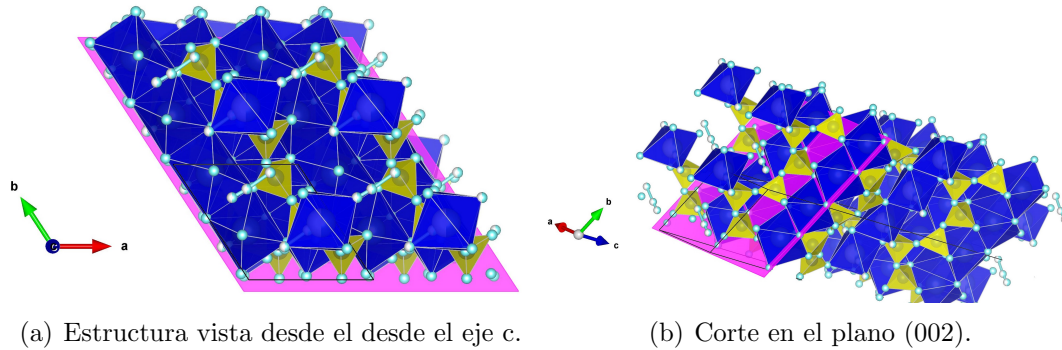 b
a
c
a
b
c
(a) Estructura vista desde el desde el eje c.
(b) Corte en el plano (002).